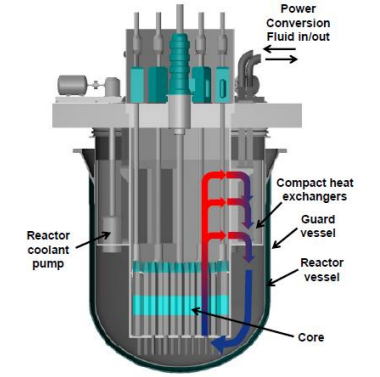 Power
Conversion
Fluid in/out
Compact heat
exchangers
Guard
vessel
Reactor
vessel
Reactor
coolant
pump
Core